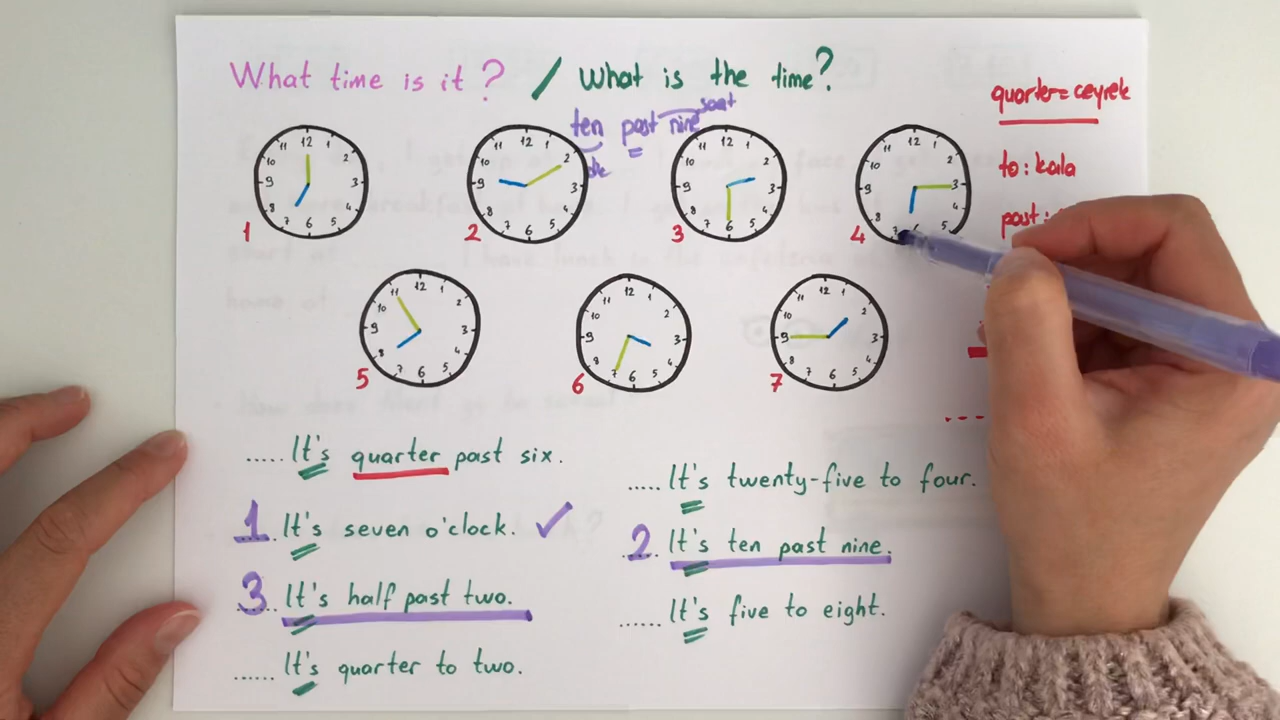 What time is it? / What is the time?
ten past nine
saat
quarter = çeyrek
to: kala
past:
1
2
3
4
5
6
7
..... It's quarter past six.
..... It's twenty-five to four.
1 It's seven o'clock. ✓
2 It's ten past nine.
3 It's half past two.
...... It's five to eight.
...... It's quarter to two.